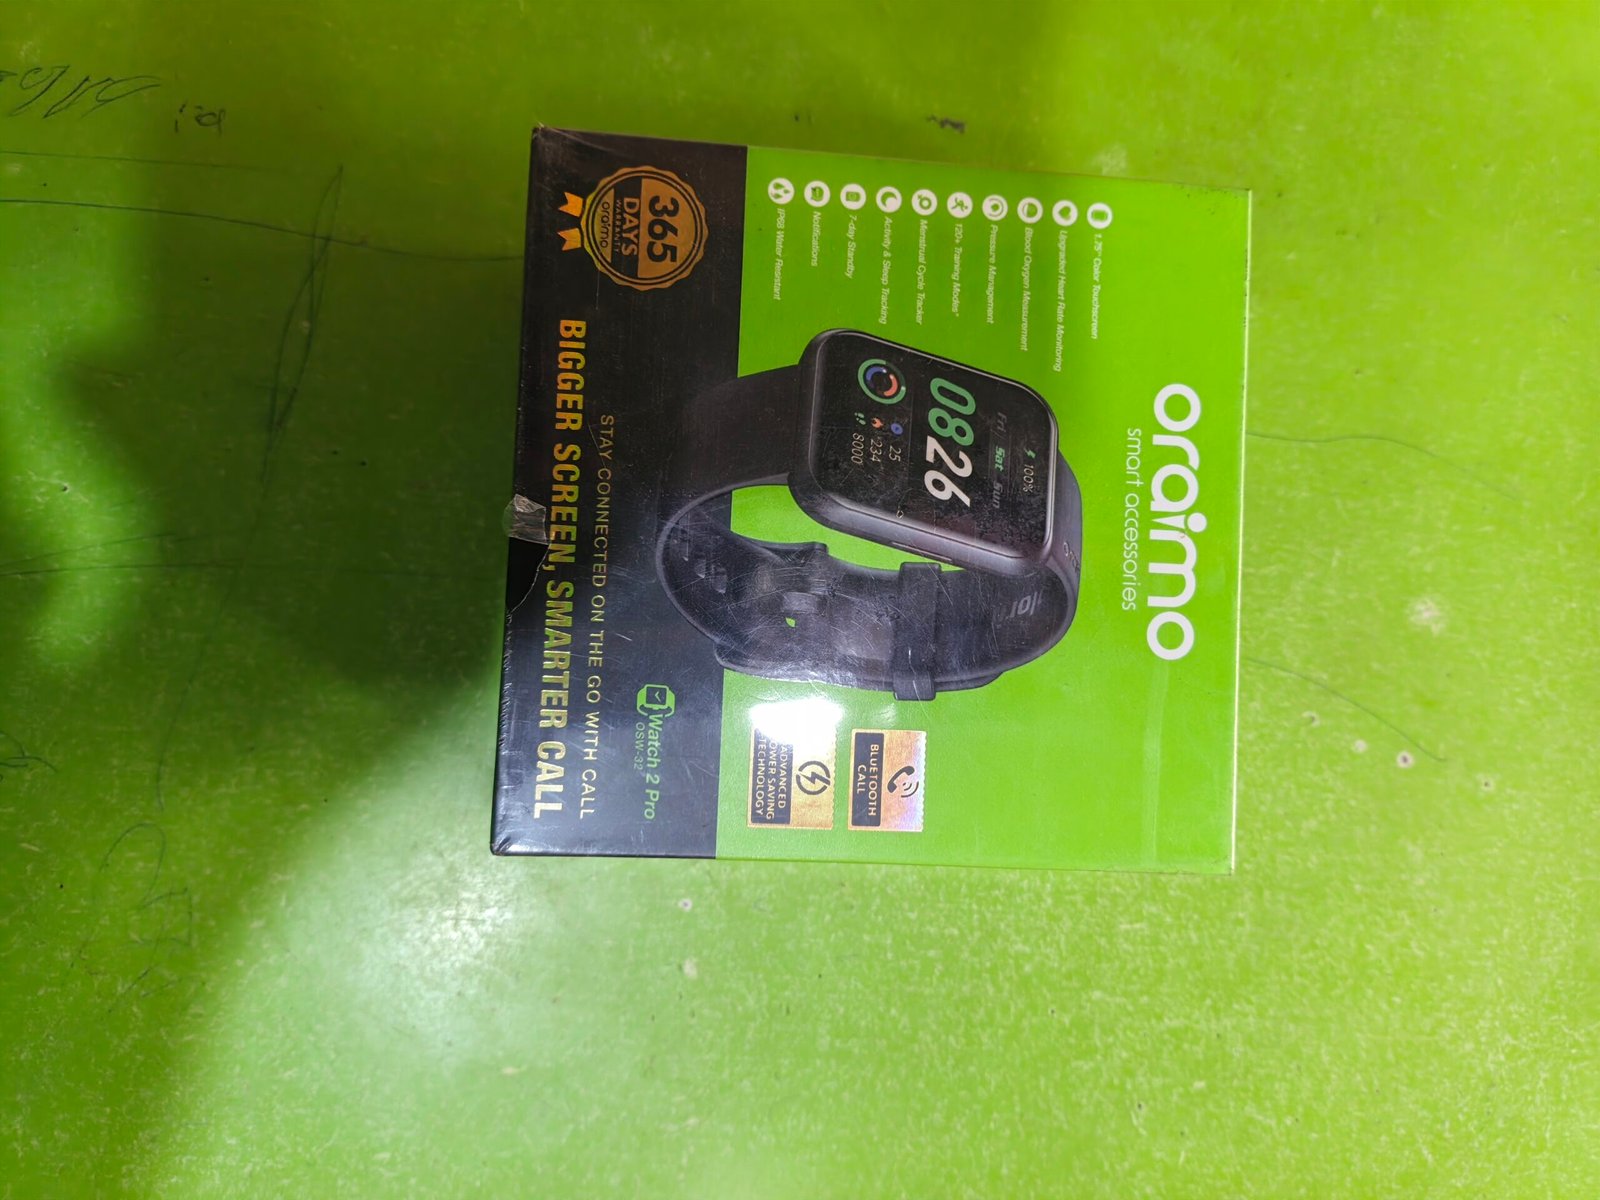 oraimo
smart accessories
1.75" Color Touchscreen
Upgraded Heart Rate Monitoring
Blood Oxygen Measurement
Pressure Management
120+ Training Modes*
Menstrual Cycle Tracker
Activity & Sleep Tracking
7-day Standby
Notifications
IP68 Water Resistant
100%
Fri Sat Sun
0826
25
234
8000
BLUETOOTH
CALL
ADVANCED
POWER SAVING
TECHNOLOGY
365
DAYS
WARRANTY
oraimo
Watch 2 Pro
OSW-32
STAY CONNECTED ON THE GO WITH CALL
BIGGER SCREEN, SMARTER CALL